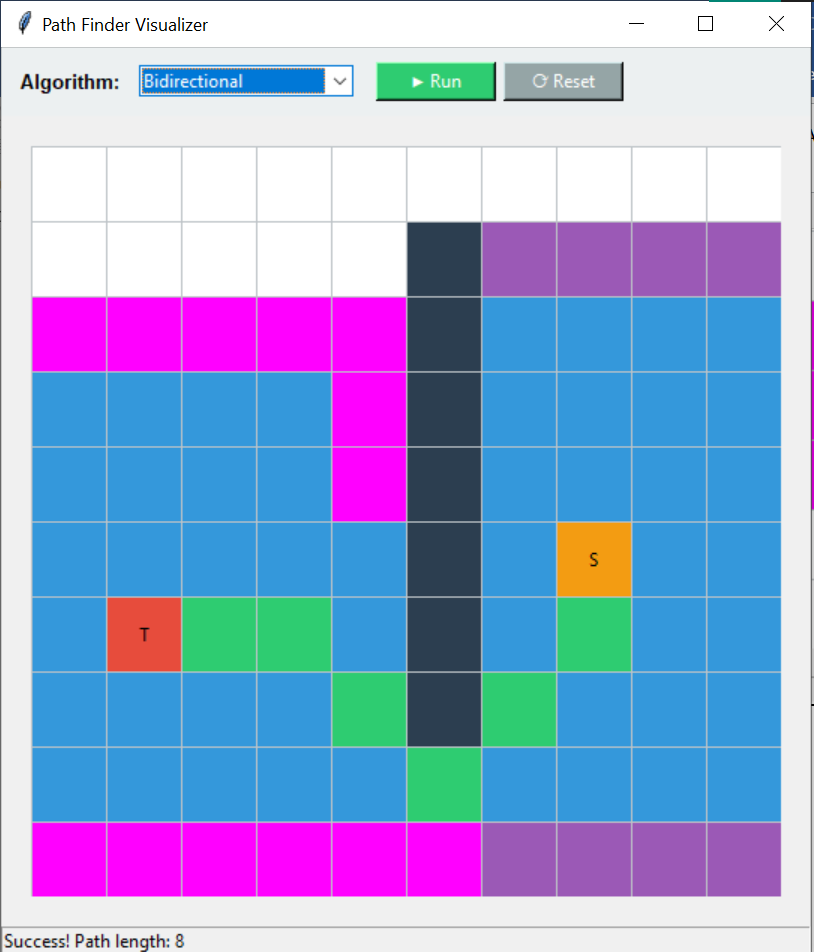 Path Finder Visualizer
Algorithm: Bidirectional ► Run ⟳ Reset
S
T
Success! Path length: 8